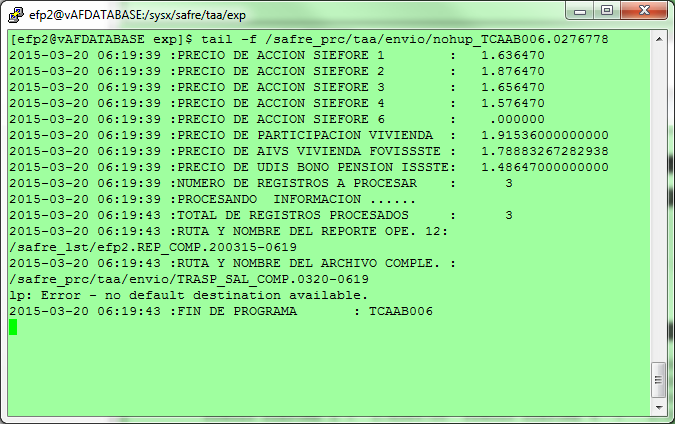 efp2@vAFDATABASE:/sysx/safre/taa/exp
[efp2@vAFDATABASE exp]$ tail -f /safre_prc/taa/envio/nohup_TCAAB006.0276778
2015-03-20 06:19:39 :PRECIO DE ACCION SIEFORE 1 : 1.636470
2015-03-20 06:19:39 :PRECIO DE ACCION SIEFORE 2 : 1.876470
2015-03-20 06:19:39 :PRECIO DE ACCION SIEFORE 3 : 1.656470
2015-03-20 06:19:39 :PRECIO DE ACCION SIEFORE 4 : 1.576470
2015-03-20 06:19:39 :PRECIO DE ACCION SIEFORE 6 : .000000
2015-03-20 06:19:39 :PRECIO DE PARTICIPACION VIVIENDA : 1.91536000000000
2015-03-20 06:19:39 :PRECIO DE AIVS VIVIENDA FOVISSSTE : 1.78883267282938
2015-03-20 06:19:39 :PRECIO DE UDIS BONO PENSION ISSSTE: 1.48647000000000
2015-03-20 06:19:39 :NUMERO DE REGISTROS A PROCESAR : 3
2015-03-20 06:19:39 :PROCESANDO INFORMACION ......
2015-03-20 06:19:43 :TOTAL DE REGISTROS PROCESADOS : 3
2015-03-20 06:19:43 :RUTA Y NOMBRE DEL REPORTE OPE. 12:
/safre_lst/efp2.REP_COMP.200315-0619
2015-03-20 06:19:43 :RUTA Y NOMBRE DEL ARCHIVO COMPLE. :
/safre_prc/taa/envio/TRASP_SAL_COMP.0320-0619
lp: Error - no default destination available.
2015-03-20 06:19:43 :FIN DE PROGRAMA : TCAAB006